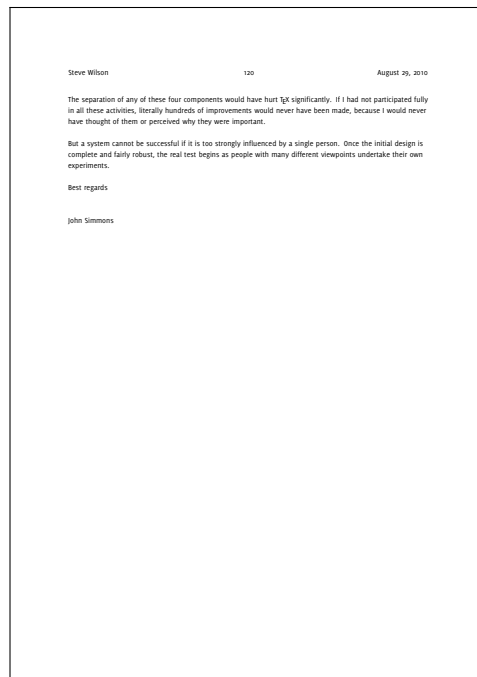 Steve Wilson 120 August 29, 2010
The separation of any of these four components would have hurt TEX significantly. If I had not participated fully
in all these activities, literally hundreds of improvements would never have been made, because I would never
have thought of them or perceived why they were important.
But a system cannot be successful if it is too strongly influenced by a single person. Once the initial design is
complete and fairly robust, the real test begins as people with many different viewpoints undertake their own
experiments.
Best regards
John Simmons